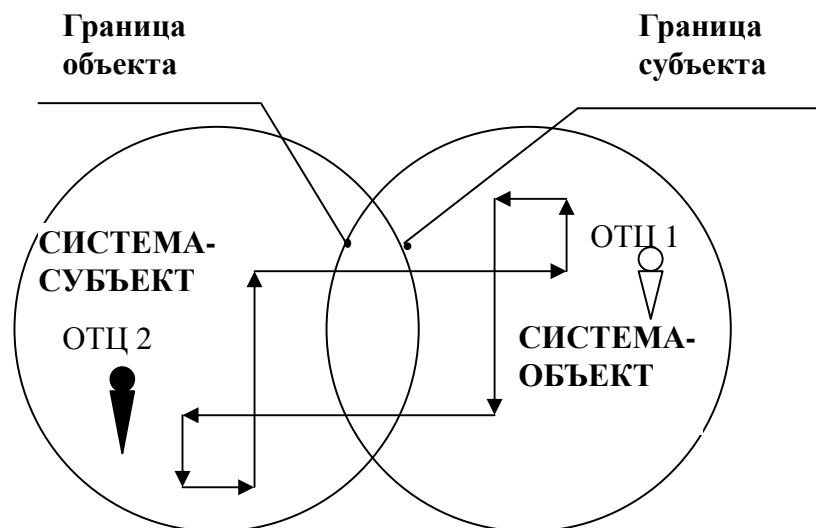 Граница
объекта
Граница
субъекта
СИСТЕМА-
СУБЪЕКТ
ОТЦ 2
ОТЦ 1
СИСТЕМА-
ОБЪЕКТ